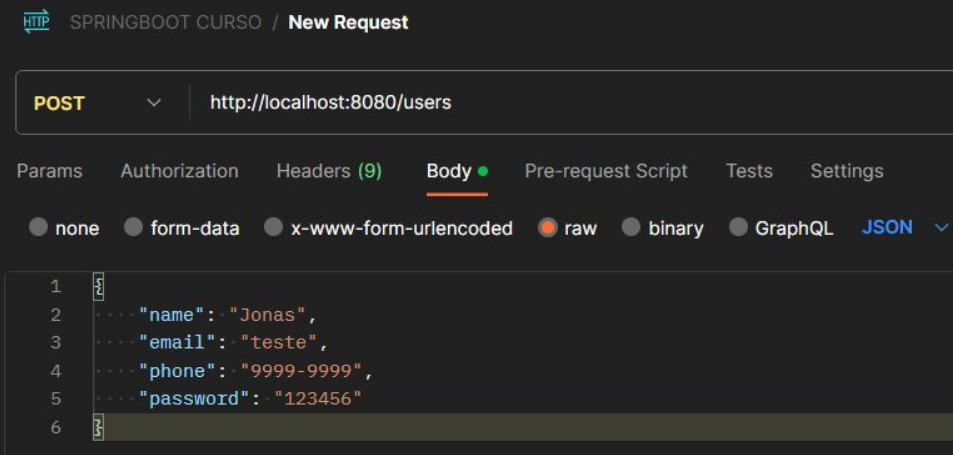 HTTP SPRINGBOOT CURSO / New Request
POST http://localhost:8080/users
Params Authorization Headers (9) Body Pre-request Script Tests Settings
none form-data x-www-form-urlencoded raw binary GraphQL JSON
1 {
2 "name": "Jonas",
3 "email": "teste",
4 "phone": "9999-9999",
5 "password": "123456"
6 }